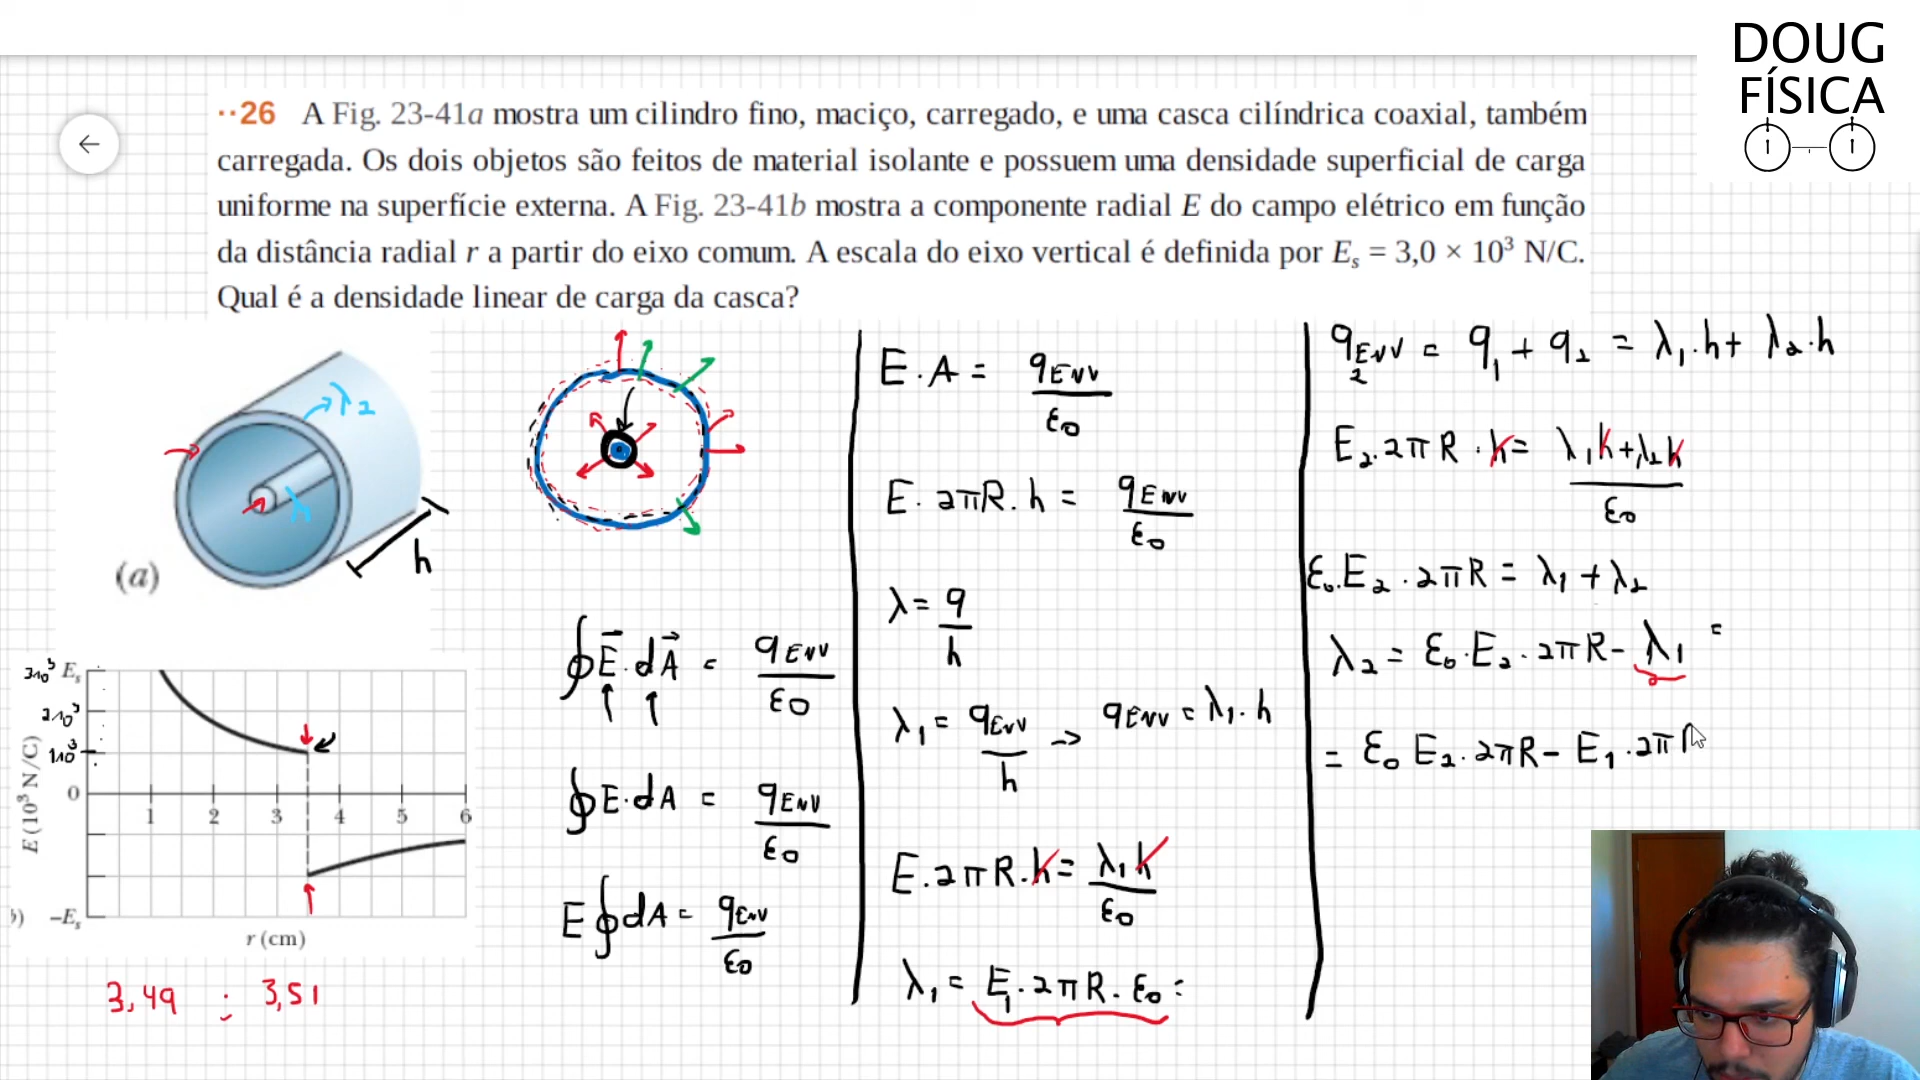 DOUG
FÍSICA
··26 A Fig. 23-41a mostra um cilindro fino, maciço, carregado, e uma casca cilíndrica coaxial, também
carregada. Os dois objetos são feitos de material isolante e possuem uma densidade superficial de carga
uniforme na superfície externa. A Fig. 23-41b mostra a componente radial E do campo elétrico em função
da distância radial r a partir do eixo comum. A escala do eixo vertical é definida por Eₛ = 3,0 × 10³ N/C.
Qual é a densidade linear de carga da casca?
λ₂
λ
h
(a)
3·10³ Eₛ
2·10³
1·10³
0
1 2 3 4 5 6
E (10³ N/C)
) −Eₛ
r (cm)
3,49 ; 3,51
∮E⃗·dA⃗ = qENV/ε₀
∮E·dA = qENV/ε₀
E∮dA = qENV/ε₀
E·A = qENV/ε₀
E·2πR·h = qENV/ε₀
λ = q/h
λ₁ = qENV/h → qENV = λ₁·h
E·2πR·h = λ₁h/ε₀
λ₁ = E₁·2πR·ε₀ =
qENV₂ = q₁ + q₂ = λ₁·h + λ₂·h
E₂·2πR·h = λ₁h + λ₂h/ε₀
ε₀·E₂·2πR = λ₁ + λ₂
λ₂ = ε₀·E₂·2πR − λ₁ =
= ε₀E₂·2πR − E₁·2π